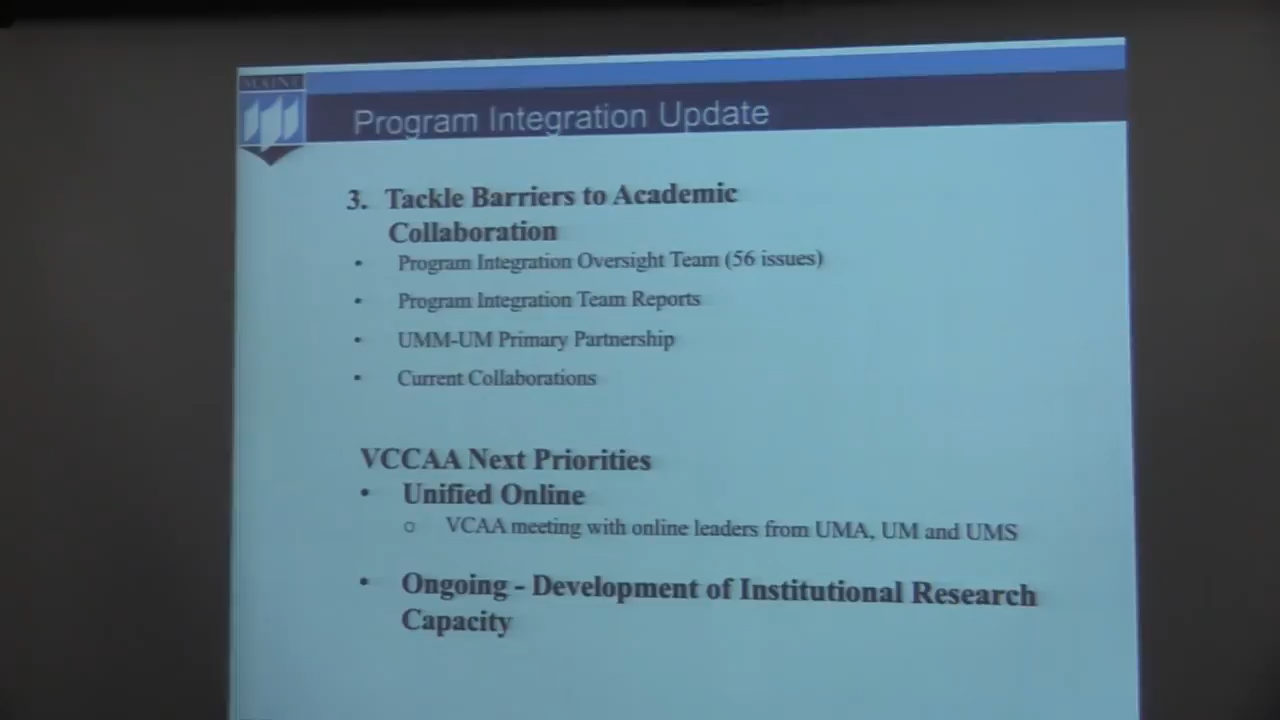 MAINE
Program Integration Update
3. Tackle Barriers to Academic
Collaboration
• Program Integration Oversight Team (56 issues)
• Program Integration Team Reports
• UMM-UM Primary Partnership
• Current Collaborations
VCCAA Next Priorities
• Unified Online
o VCAA meeting with online leaders from UMA, UM and UMS
• Ongoing - Development of Institutional Research
Capacity